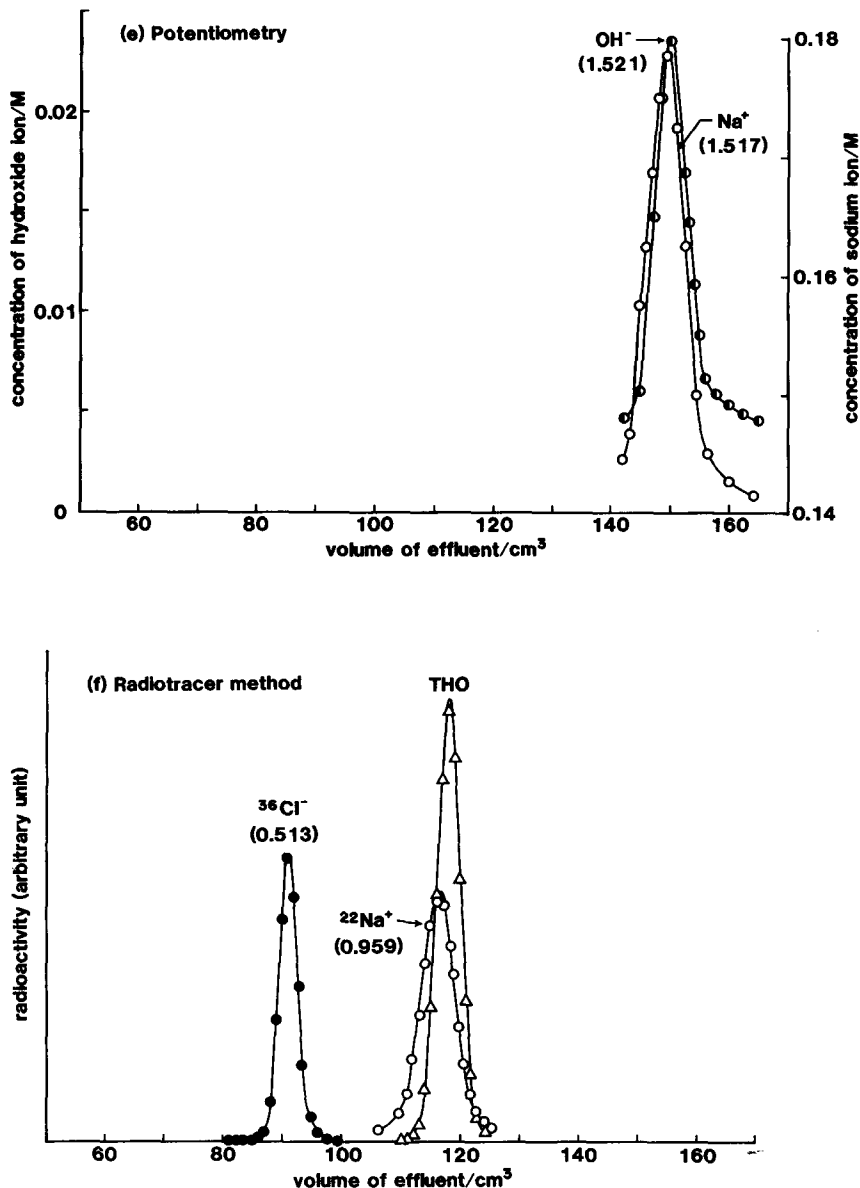 (e) Potentiometry
OH⁻
(1.521)
Na⁺
(1.517)
0.02
0.01
0
concentration of hydroxide ion/M
0.18
0.16
0.14
concentration of sodium ion/M
60
80
100
120
140
160
volume of effluent/cm³
(f) Radiotracer method
THO
³⁶Cl⁻
(0.513)
²²Na⁺
(0.959)
radioactivity (arbitrary unit)
60
80
100
120
140
160
volume of effluent/cm³